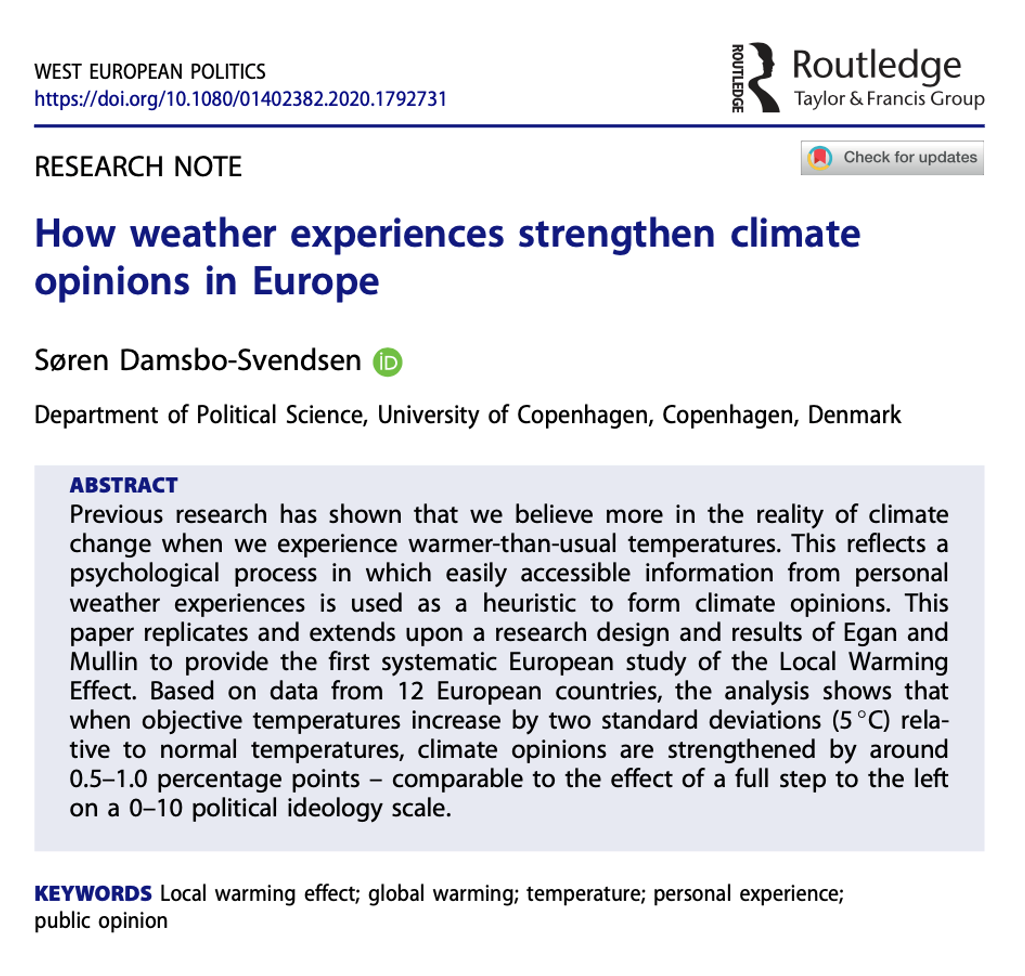 WEST EUROPEAN POLITICS
https://doi.org/10.1080/01402382.2020.1792731
ROUTLEDGE
Routledge
Taylor & Francis Group
Check for updates
RESEARCH NOTE
How weather experiences strengthen climate
opinions in Europe
Søren Damsbo-Svendsen iD
Department of Political Science, University of Copenhagen, Copenhagen, Denmark
ABSTRACT
Previous research has shown that we believe more in the reality of climate
change when we experience warmer-than-usual temperatures. This reflects a
psychological process in which easily accessible information from personal
weather experiences is used as a heuristic to form climate opinions. This
paper replicates and extends upon a research design and results of Egan and
Mullin to provide the first systematic European study of the Local Warming
Effect. Based on data from 12 European countries, the analysis shows that
when objective temperatures increase by two standard deviations (5 °C) rela-
tive to normal temperatures, climate opinions are strengthened by around
0.5–1.0 percentage points – comparable to the effect of a full step to the left
on a 0–10 political ideology scale.
KEYWORDS Local warming effect; global warming; temperature; personal experience;
public opinion